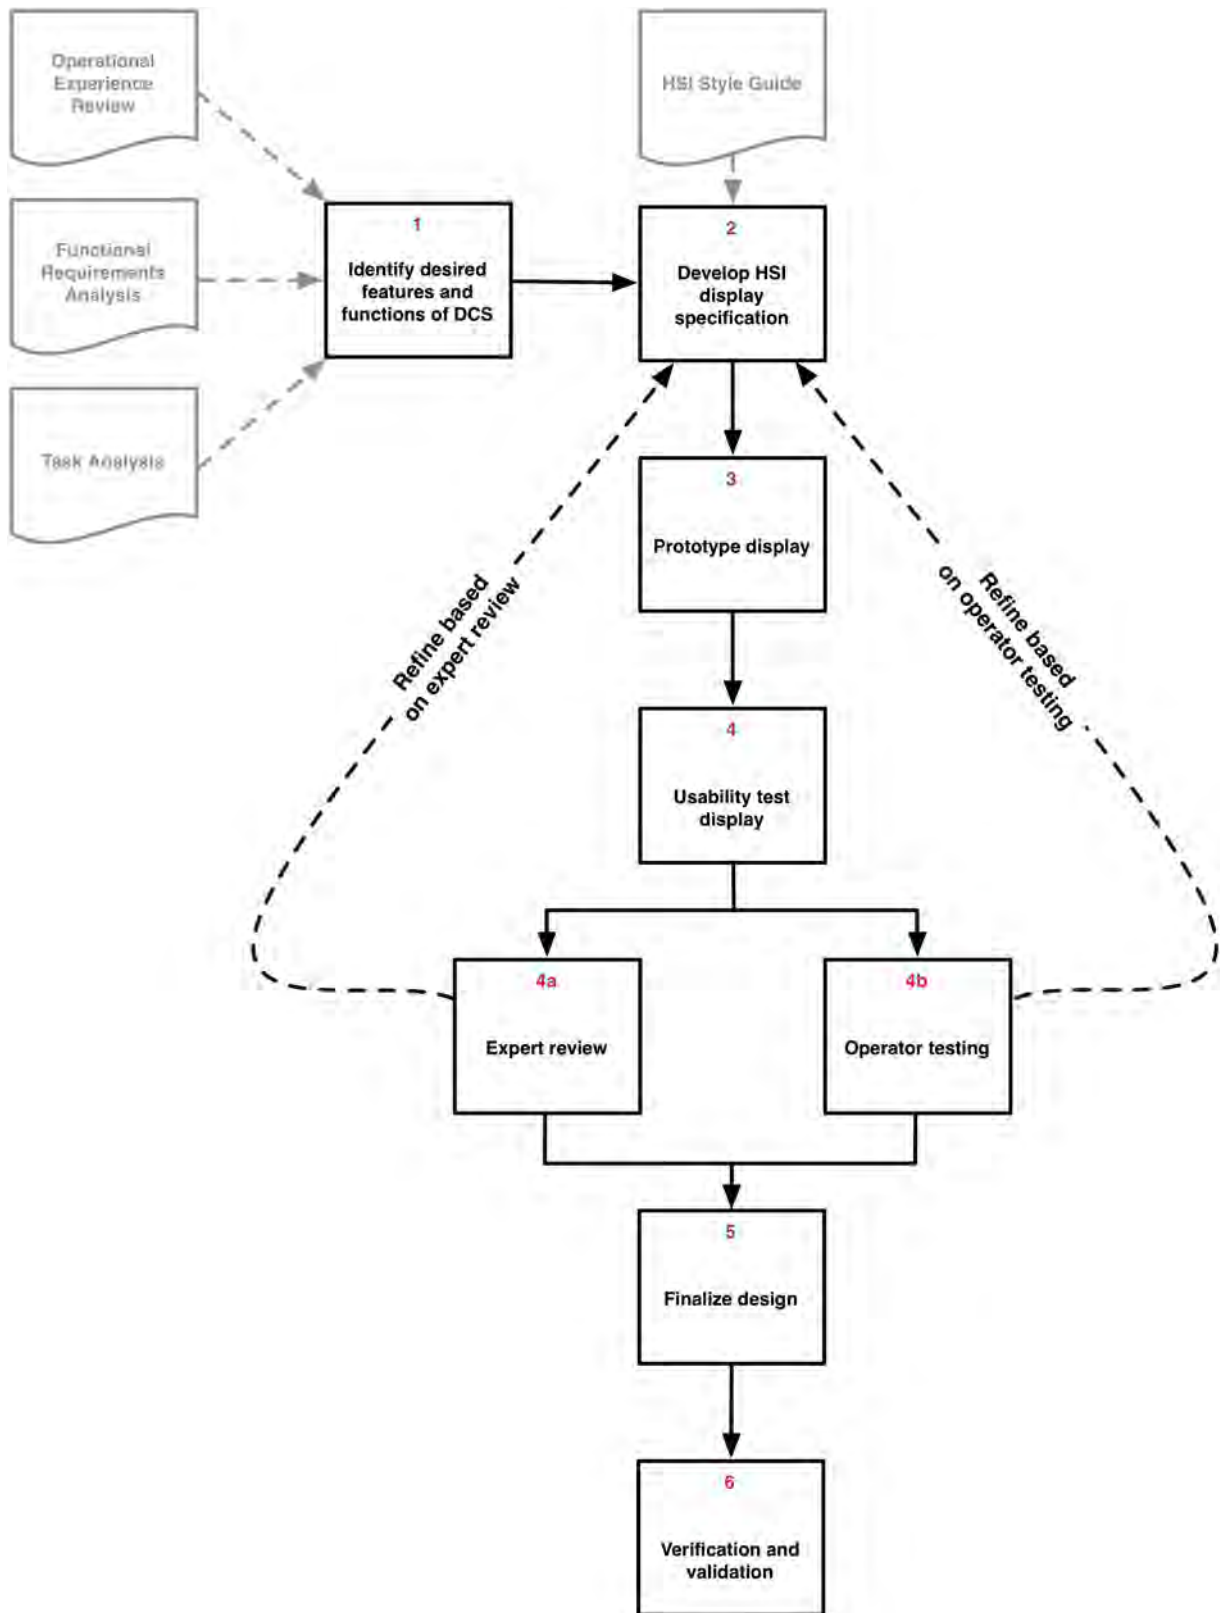 Operational
Experience
Review
HSI Style Guide
Functional
Requirements
Analysis
Task Analysis
1
Identify desired
features and
functions of DCS
2
Develop HSI
display
specification
3
Prototype display
Refine based
on expert review
Refine based
on operator testing
4
Usability test
display
4a
Expert review
4b
Operator testing
5
Finalize design
6
Verification and
validation